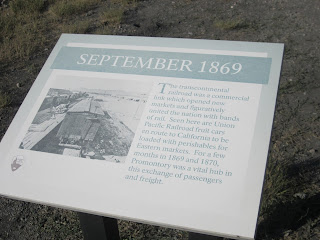 SEPTEMBER 1869
The transcontinental
railroad was a commercial
link which opened new
markets and figuratively
united the nation with bands
of rail. Seen here are Union
Pacific Railroad fruit cars
en route to California to be
loaded with perishables for
Eastern markets. For a few
months in 1869 and 1870,
Promontory was a vital hub in
this exchange of passengers
and freight.